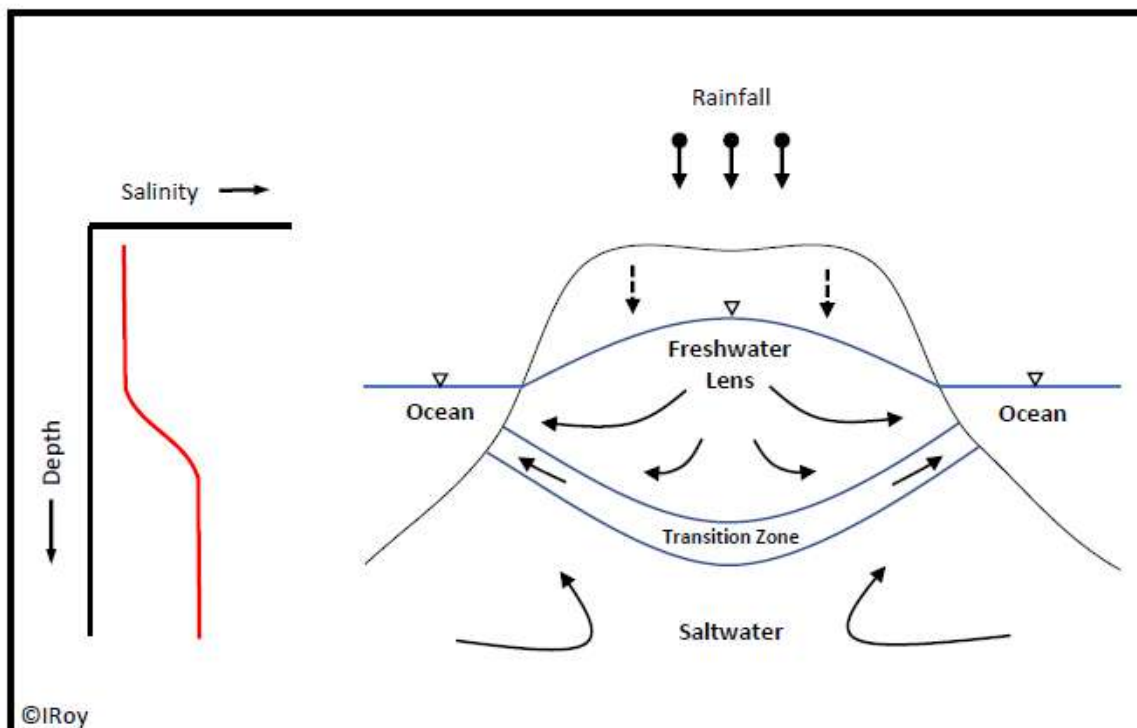 Rainfall
Salinity
Freshwater
Lens
Ocean
Ocean
Depth
Transition Zone
Saltwater
©IRoy